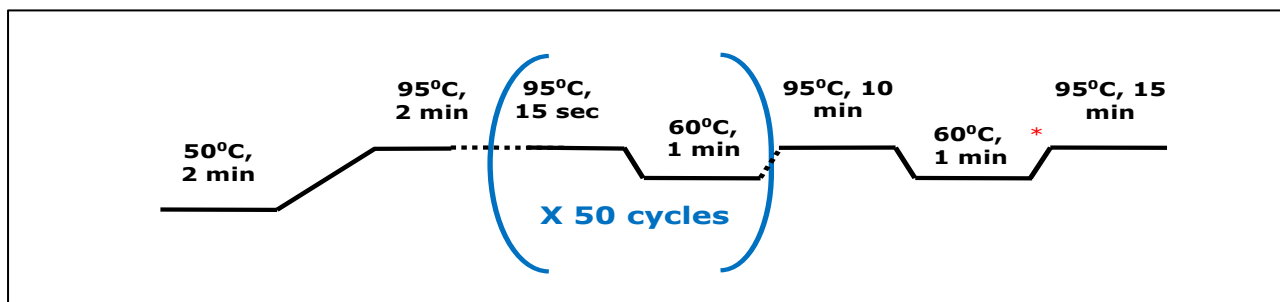 50⁰C,
2 min
95⁰C,
2 min
95⁰C,
15 sec
60⁰C,
1 min
X 50 cycles
95⁰C, 10
min
60⁰C,
1 min
*
95⁰C, 15
min